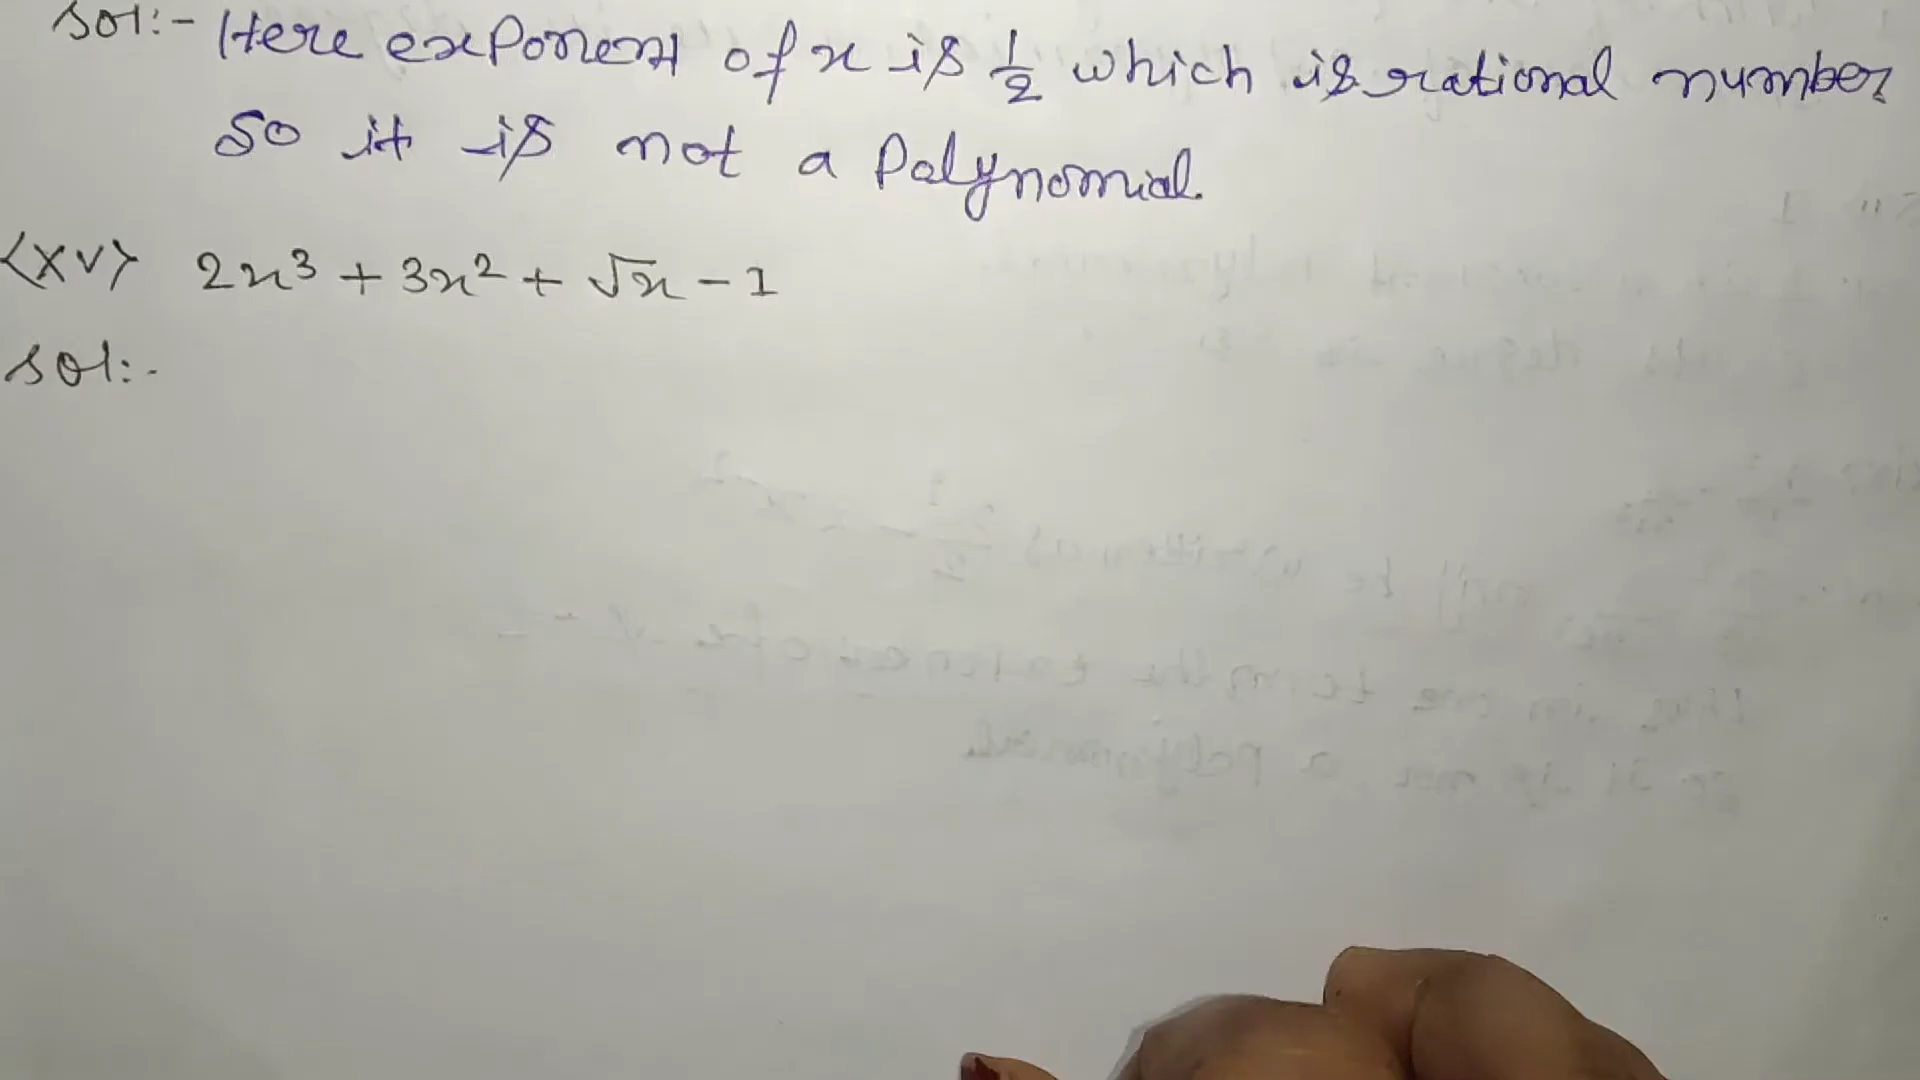 Sol:- Here exponent of x is 1/2 which is rational number
So it is not a Polynomial.
<XV> 2x³ + 3x² + √x - 1
Sol:-